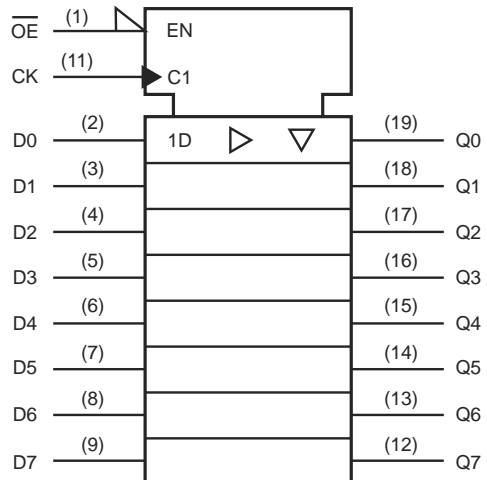 O̅E̅ (1) EN
CK (11) C1
D0 (2) 1D (19) Q0
D1 (3) (18) Q1
D2 (4) (17) Q2
D3 (5) (16) Q3
D4 (6) (15) Q4
D5 (7) (14) Q5
D6 (8) (13) Q6
D7 (9) (12) Q7